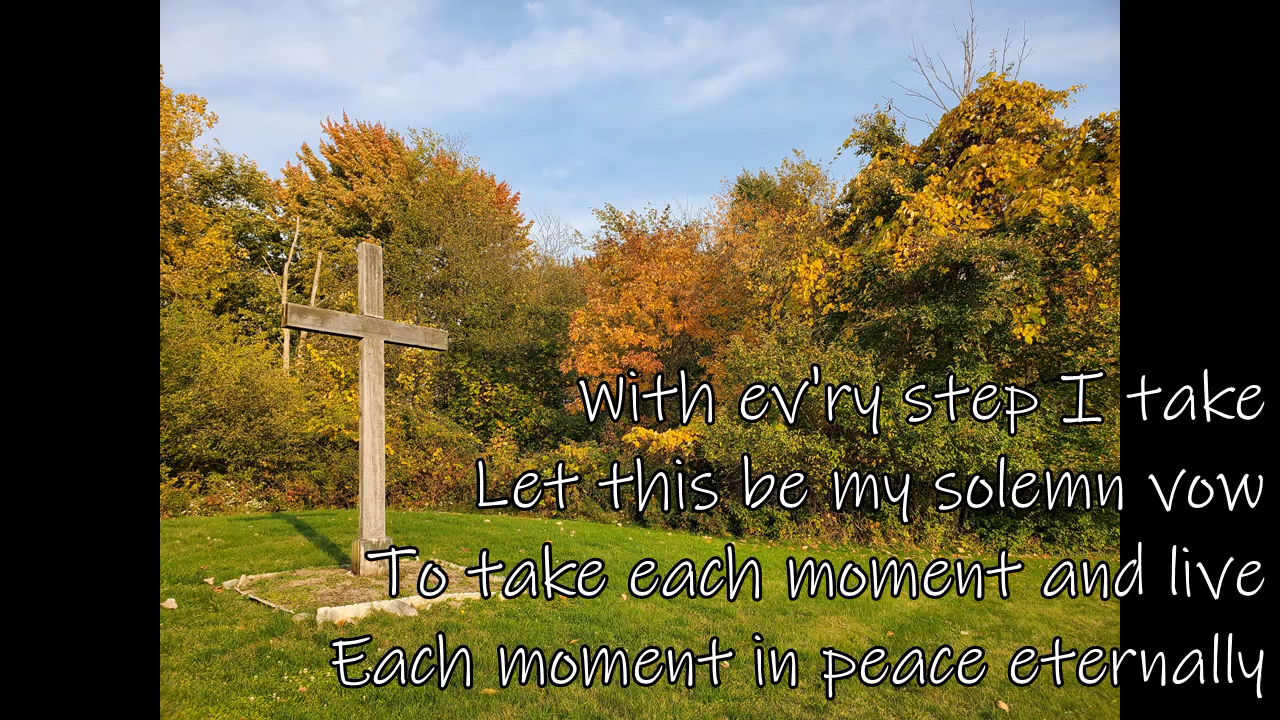 With ev'ry step I take
Let this be my solemn vow
To take each moment and live
Each moment in peace eternally